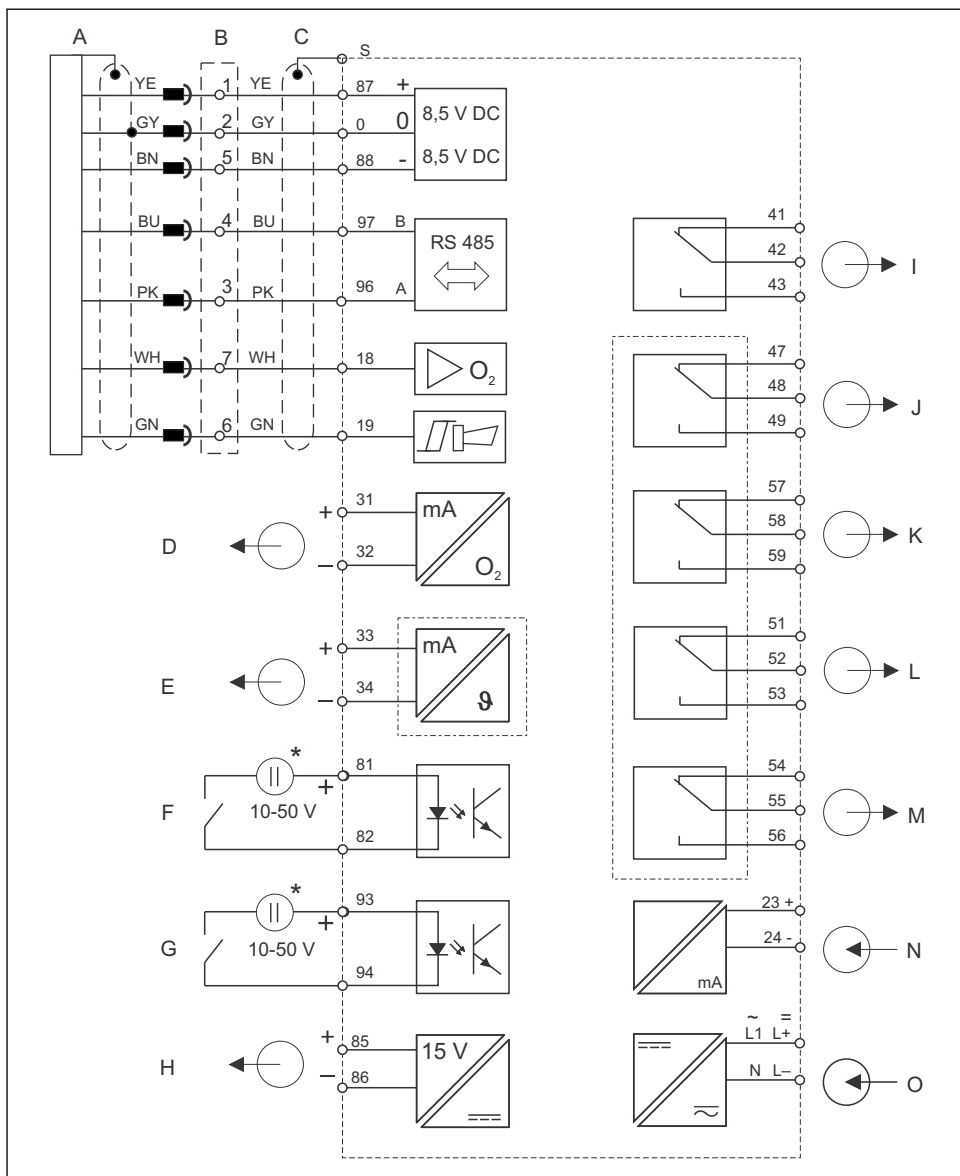 A B C S
YE 1 YE 87 + 8,5 V DC
GY 2 GY 0 0
BN 5 BN 88 - 8,5 V DC
BU 4 BU 97 B RS 485
PK 3 PK 96 A
WH 7 WH 18 O2
GN 6 GN 19
41
42 I
43
47
48 J
49
D + 31 mA
− 32 O2
57
58 K
59
E + 33 mA
− 34 ϑ
51
52 L
53
F * + 81
10-50 V
82
54
55 M
56
G * + 93
10-50 V
94
23 +
24 - N
mA
H + 85 15 V
− 86
~ =
L1 L+
N L– O